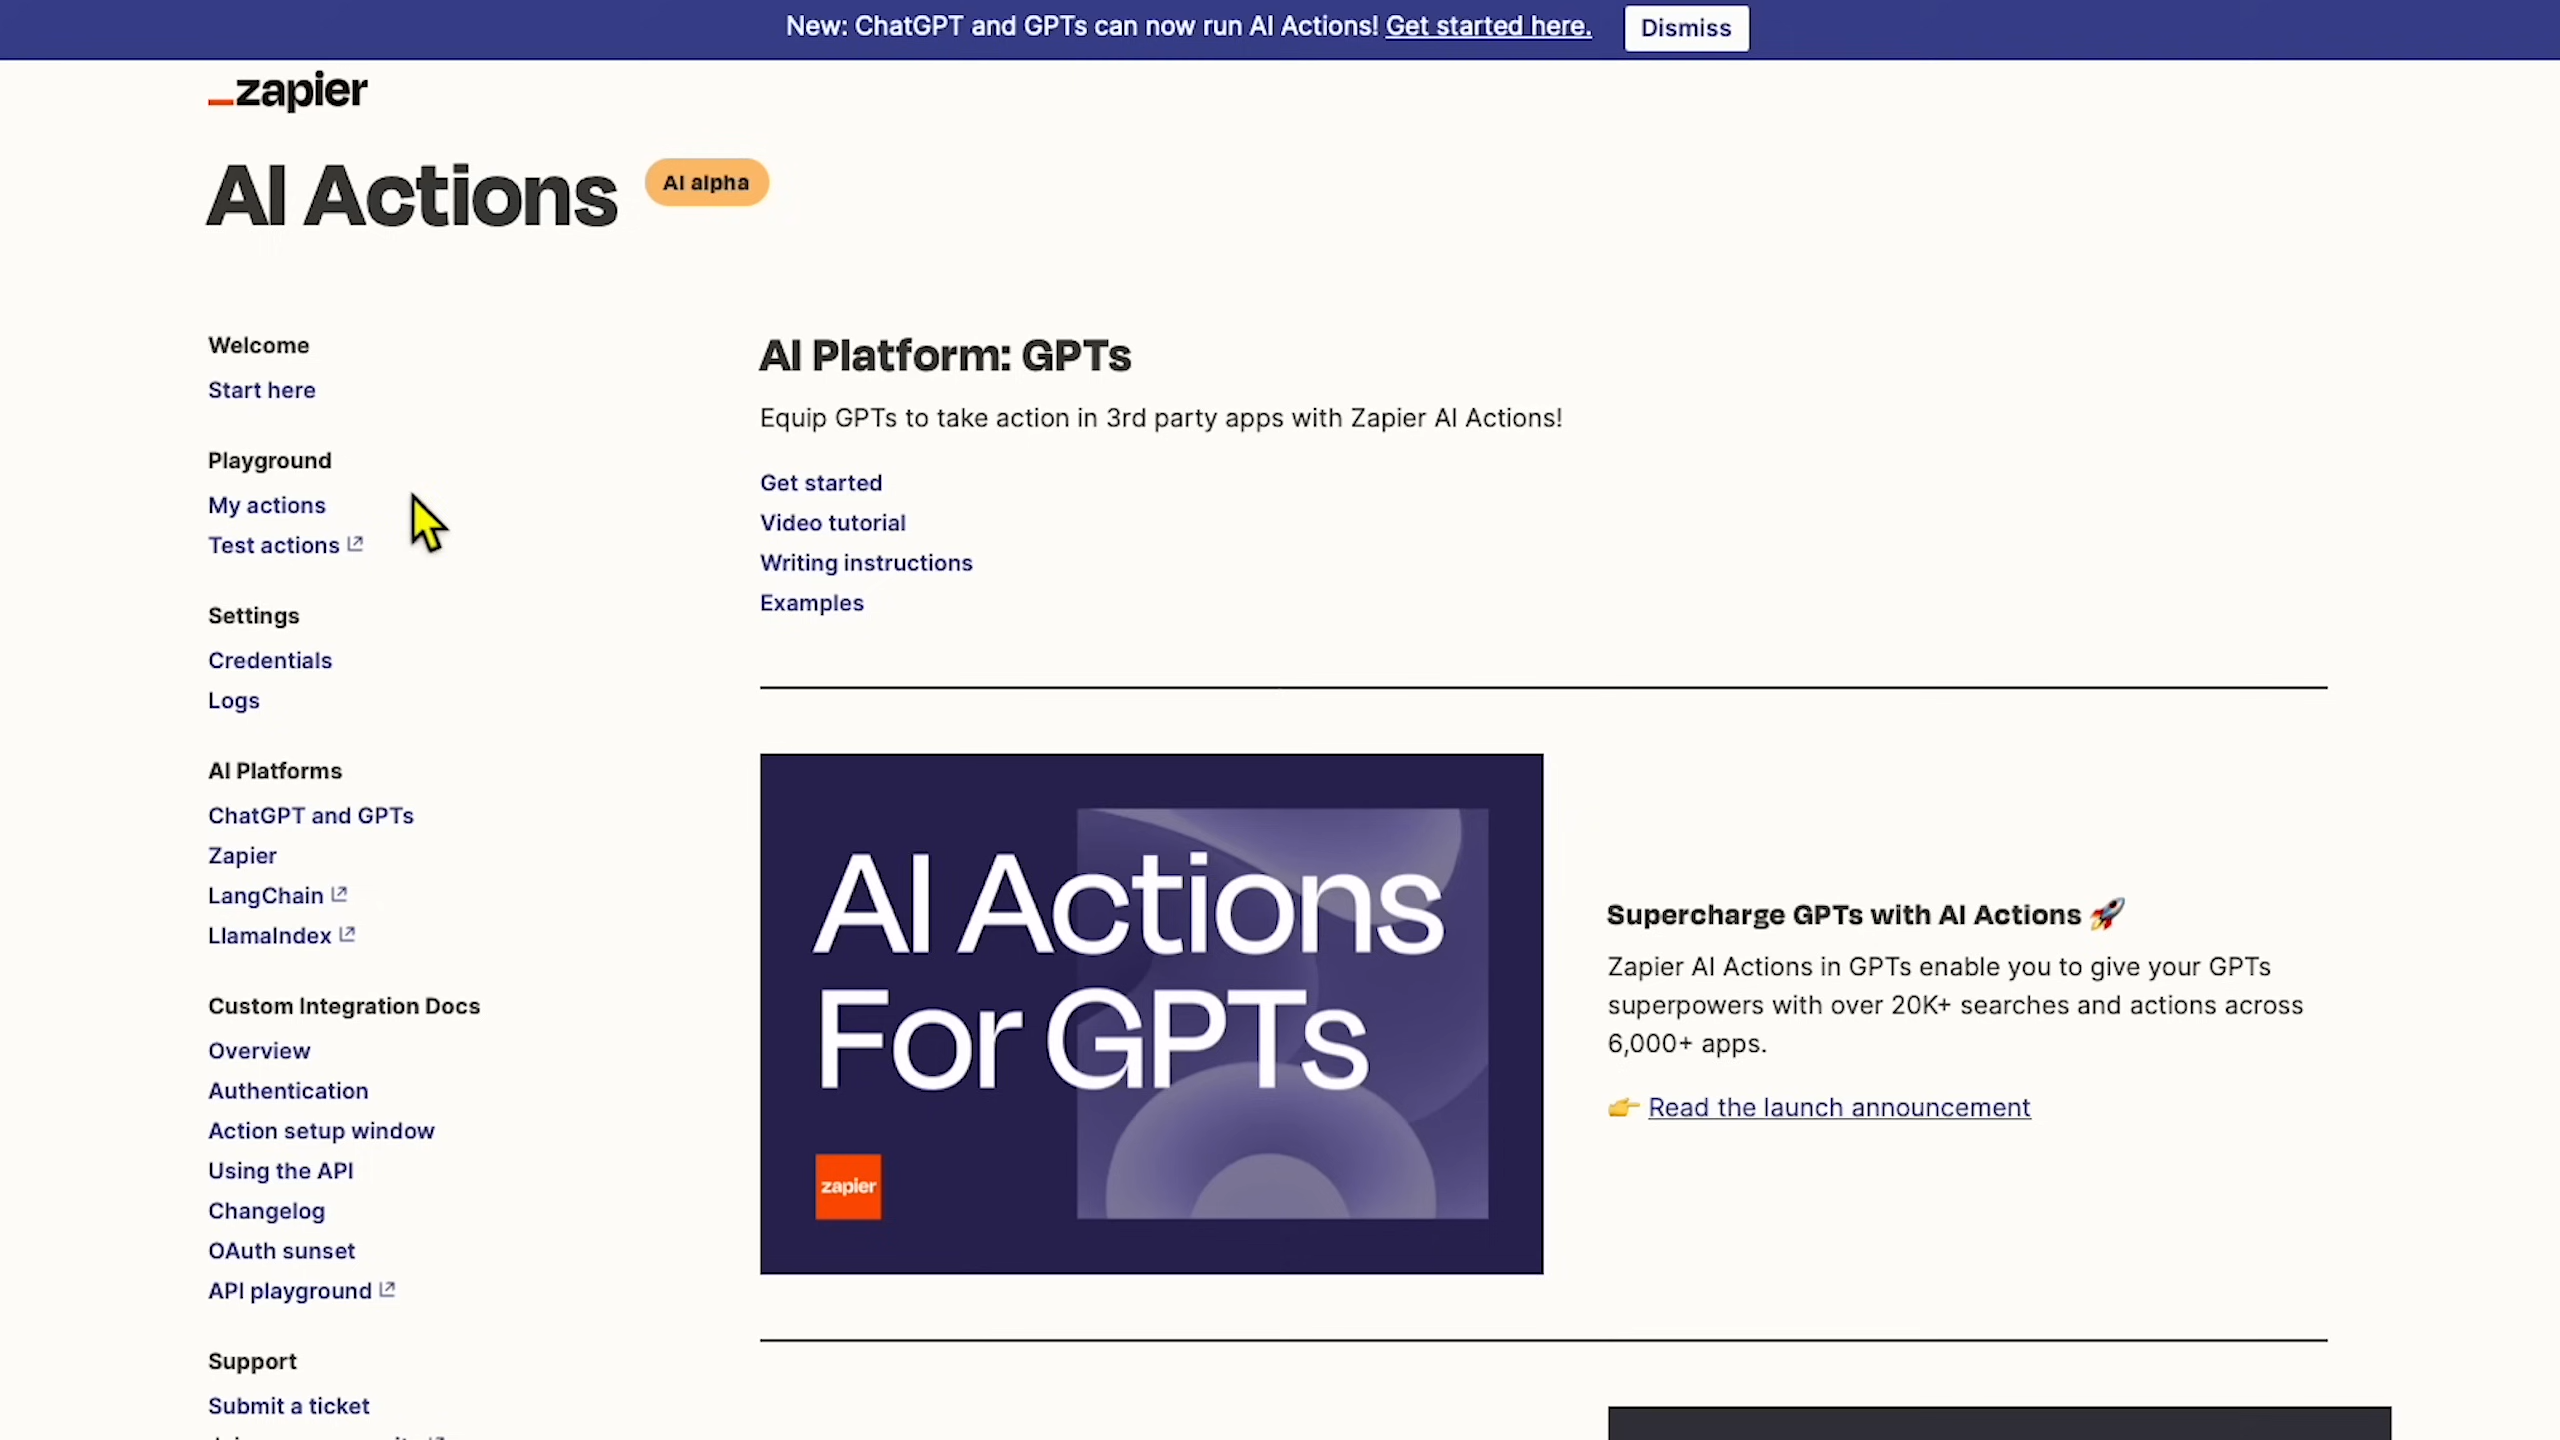 New: ChatGPT and GPTs can now run AI Actions! Get started here.
Dismiss
zapier
AI Actions
AI alpha
Welcome
Start here
Playground
My actions
Test actions
Settings
Credentials
Logs
AI Platforms
ChatGPT and GPTs
Zapier
LangChain
LlamaIndex
Custom Integration Docs
Overview
Authentication
Action setup window
Using the API
Changelog
OAuth sunset
API playground
Support
Submit a ticket
AI Platform: GPTs
Equip GPTs to take action in 3rd party apps with Zapier AI Actions!
Get started
Video tutorial
Writing instructions
Examples
AI Actions
For GPTs
zapier
Supercharge GPTs with AI Actions 🚀
Zapier AI Actions in GPTs enable you to give your GPTs
superpowers with over 20K+ searches and actions across
6,000+ apps.
👉 Read the launch announcement